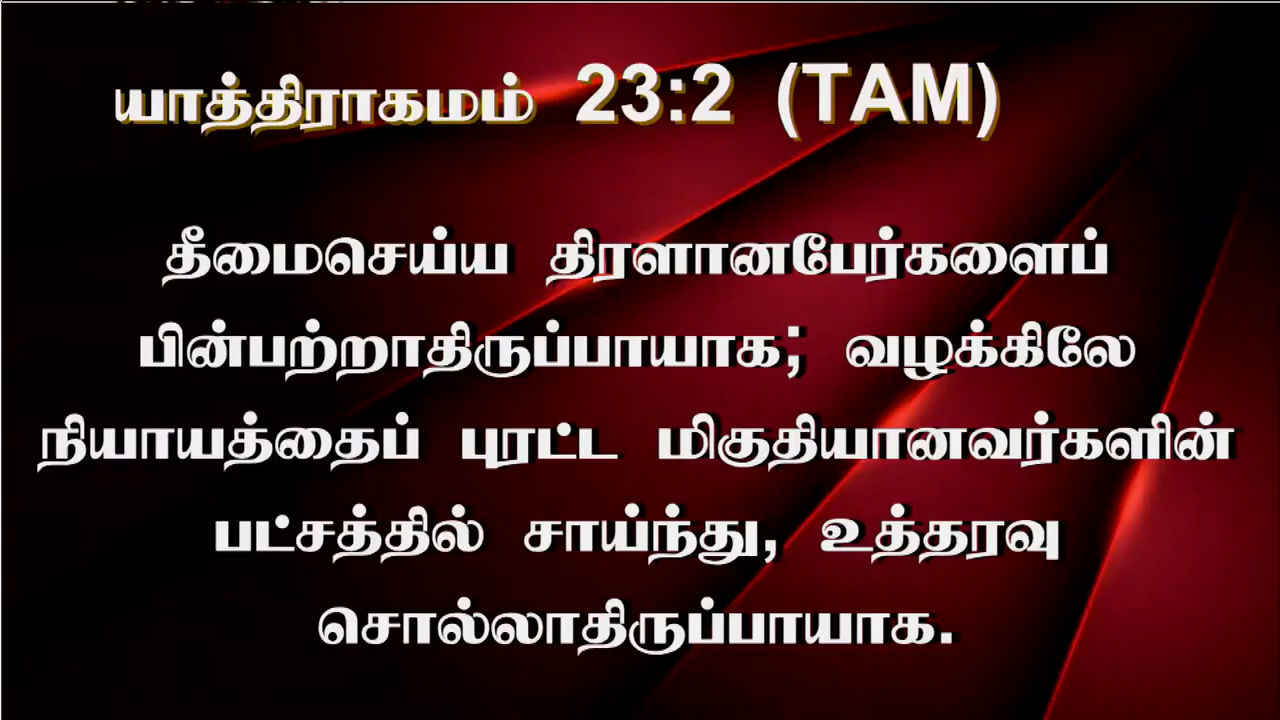 யாத்திராகமம் 23:2 (TAM)
தீமைசெய்ய திரளானபேர்களைப்
பின்பற்றாதிருப்பாயாக; வழக்கிலே
நியாயத்தைப் புரட்ட மிகுதியானவர்களின்
பட்சத்தில் சாய்ந்து, உத்தரவு
சொல்லாதிருப்பாயாக.